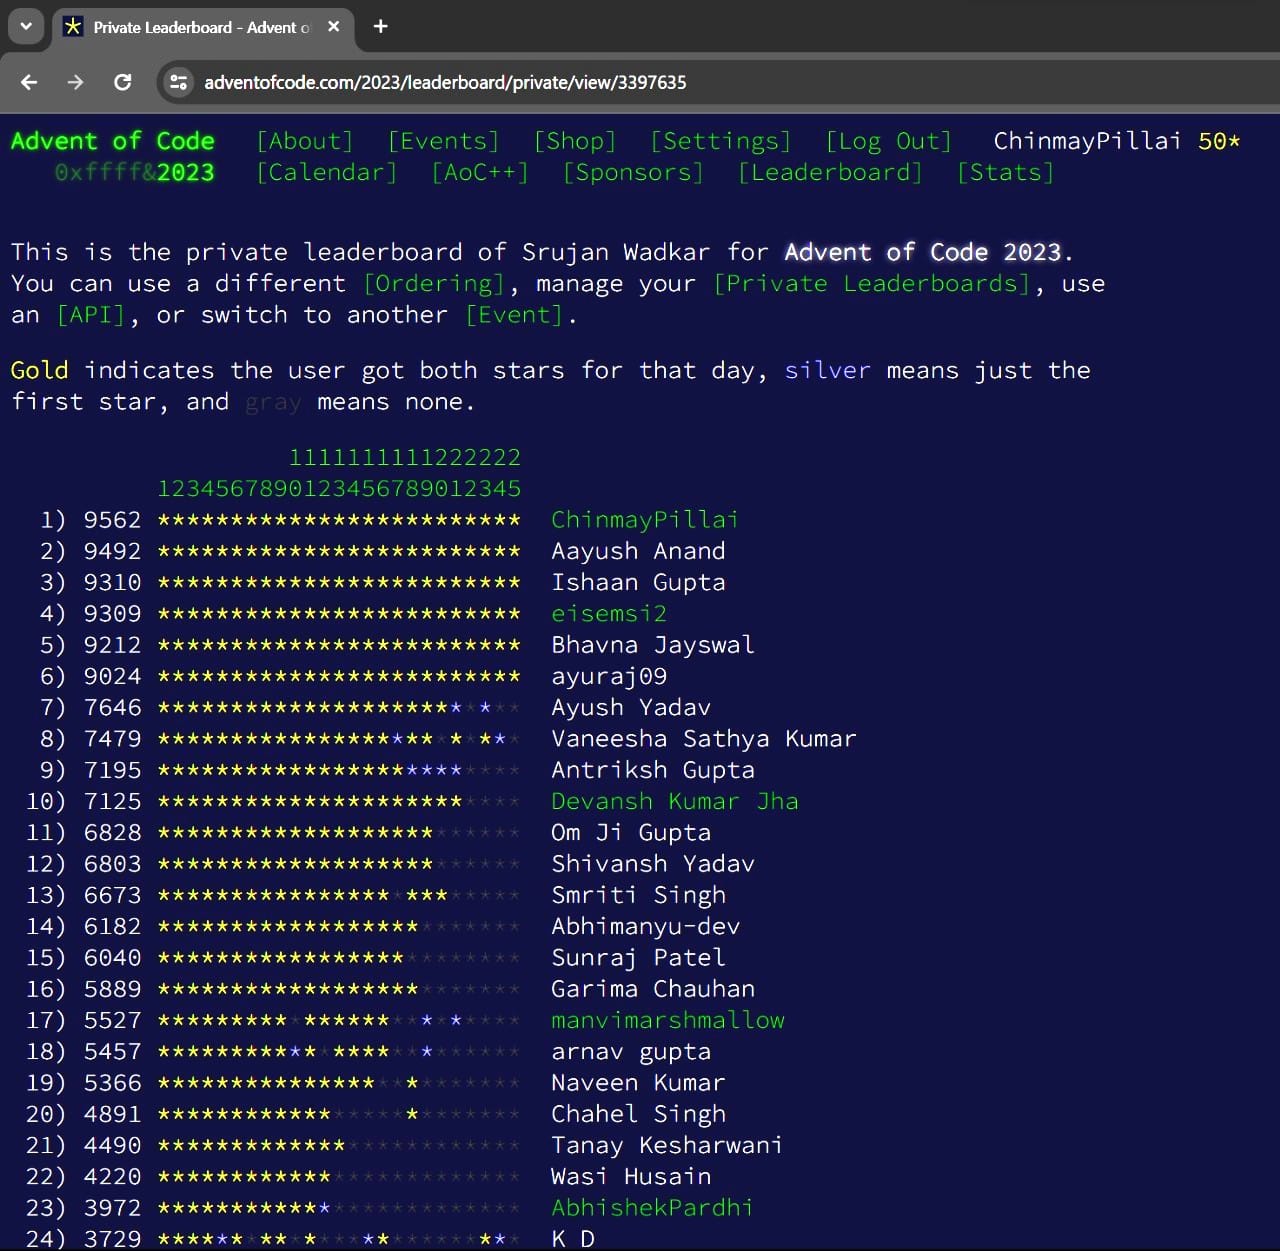 Private Leaderboard - Advent o
adventofcode.com/2023/leaderboard/private/view/3397635
Advent of Code [About] [Events] [Shop] [Settings] [Log Out] ChinmayPillai 50*
0xffff&2023 [Calendar] [AoC++] [Sponsors] [Leaderboard] [Stats]
This is the private leaderboard of Srujan Wadkar for Advent of Code 2023.
You can use a different [Ordering], manage your [Private Leaderboards], use
an [API], or switch to another [Event].
Gold indicates the user got both stars for that day, silver means just the
first star, and gray means none.
1111111111222222
1234567890123456789012345
1) 9562 ************************* ChinmayPillai
2) 9492 ************************* Aayush Anand
3) 9310 ************************* Ishaan Gupta
4) 9309 ************************* eisemsi2
5) 9212 ************************* Bhavna Jayswal
6) 9024 ************************* ayuraj09
7) 7646 ************************* Ayush Yadav
8) 7479 ************************* Vaneesha Sathya Kumar
9) 7195 ************************* Antriksh Gupta
10) 7125 ************************* Devansh Kumar Jha
11) 6828 ************************* Om Ji Gupta
12) 6803 ************************* Shivansh Yadav
13) 6673 ************************* Smriti Singh
14) 6182 ************************* Abhimanyu-dev
15) 6040 ************************* Sunraj Patel
16) 5889 ************************* Garima Chauhan
17) 5527 ************************* manvimarshmallow
18) 5457 ************************* arnav gupta
19) 5366 ************************* Naveen Kumar
20) 4891 ************************* Chahel Singh
21) 4490 ************************* Tanay Kesharwani
22) 4220 ************************* Wasi Husain
23) 3972 ************************* AbhishekPardhi
24) 3729 ************************* K D